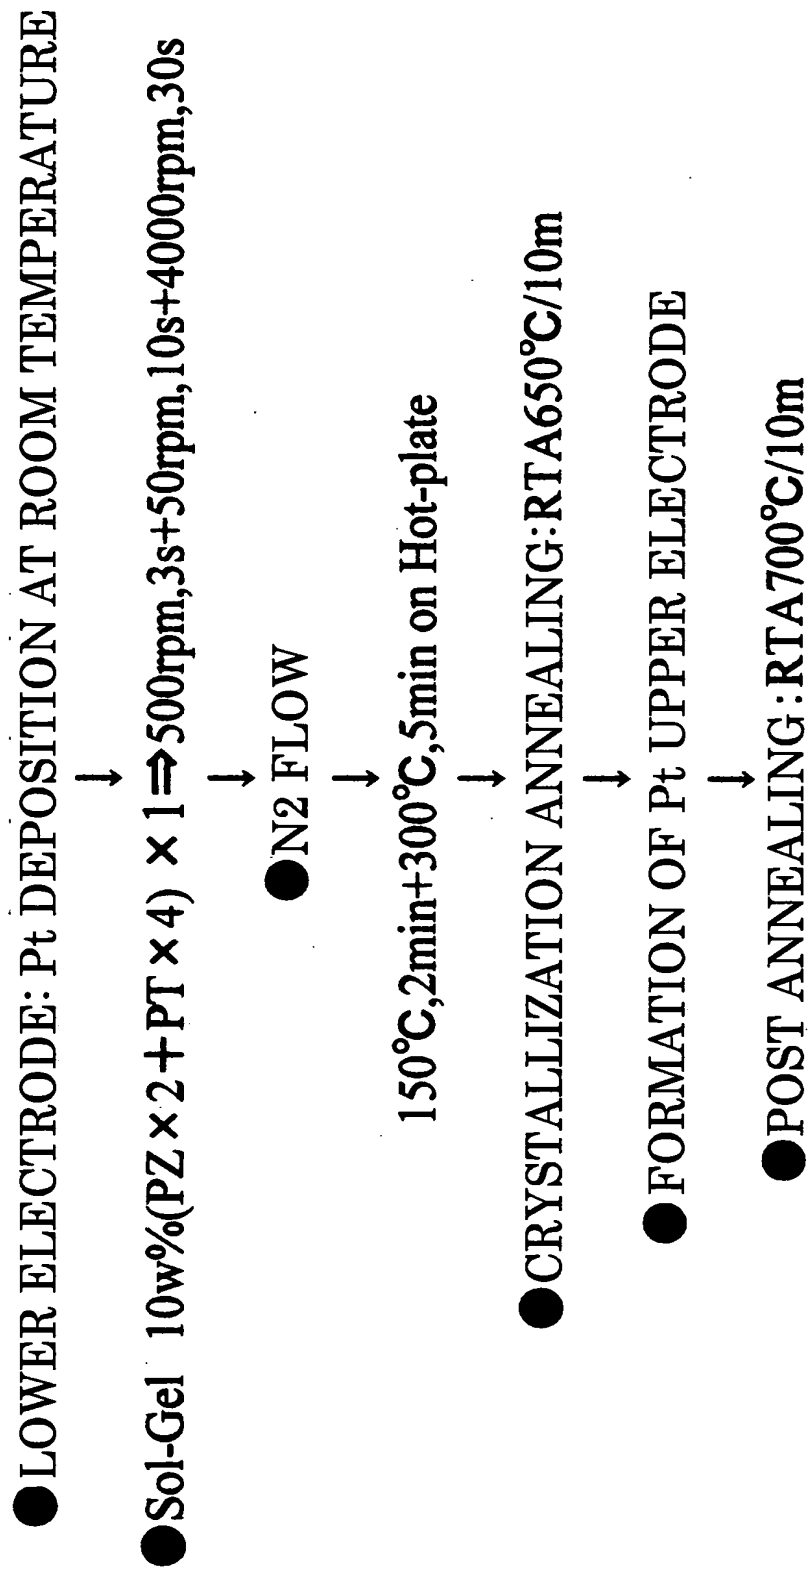 ●LOWER ELECTRODE: Pt DEPOSITION AT ROOM TEMPERATURE
↓
●Sol-Gel 10w%(PZ×2+PT×4) ×1⇒500rpm,3s+50rpm,10s+4000rpm,30s
↓
●N2 FLOW
↓
150°C,2min+300°C,5min on Hot-plate
↓
●CRYSTALLIZATION ANNEALING:RTA650°C/10m
↓
●FORMATION OF Pt UPPER ELECTRODE
↓
●POST ANNEALING:RTA700°C/10m